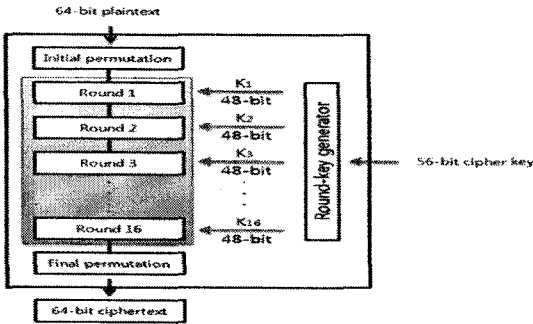 64-bit plaintext
Initial permutation
Round 1
K1
48-bit
Round 2
K2
48-bit
Round 3
K3
48-bit
Round 16
K16
48-bit
Round-key generator
56-bit cipher key
Final permutation
64-bit ciphertext